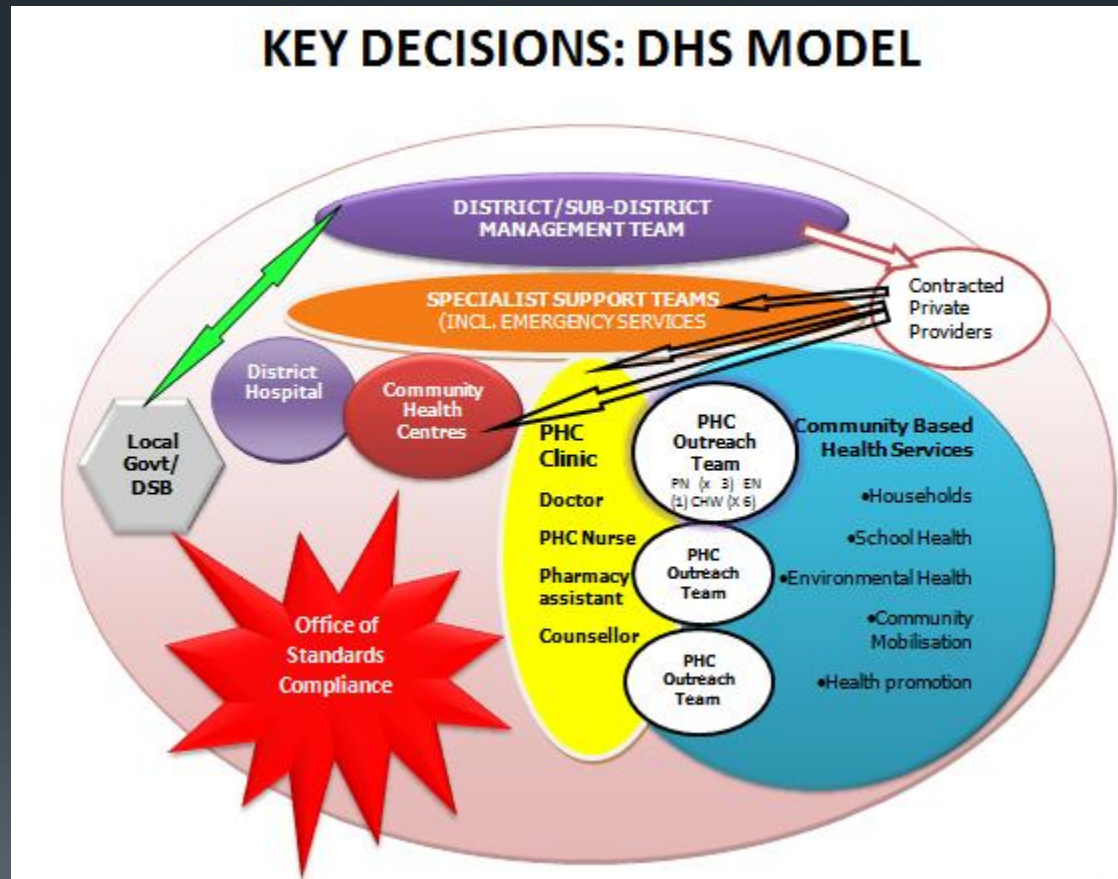 KEY DECISIONS: DHS MODEL
DISTRICT/SUB-DISTRICT
MANAGEMENT TEAM
SPECIALIST SUPPORT TEAMS
(INCL. EMERGENCY SERVICES
Contracted
Private
Providers
District
Hospital
Community
Health
Centres
Local
Govt/
DSB
PHC
Clinic
Doctor
PHC Nurse
Pharmacy
assistant
Counsellor
PHC
Outreach
Team
PN (x 3) EN
(1) CHW (X 6)
PHC
Outreach
Team
PHC
Outreach
Team
Community Based
Health Services
•Households
•School Health
•Environmental Health
•Community
Mobilisation
•Health promotion
Office of
Standards
Compliance